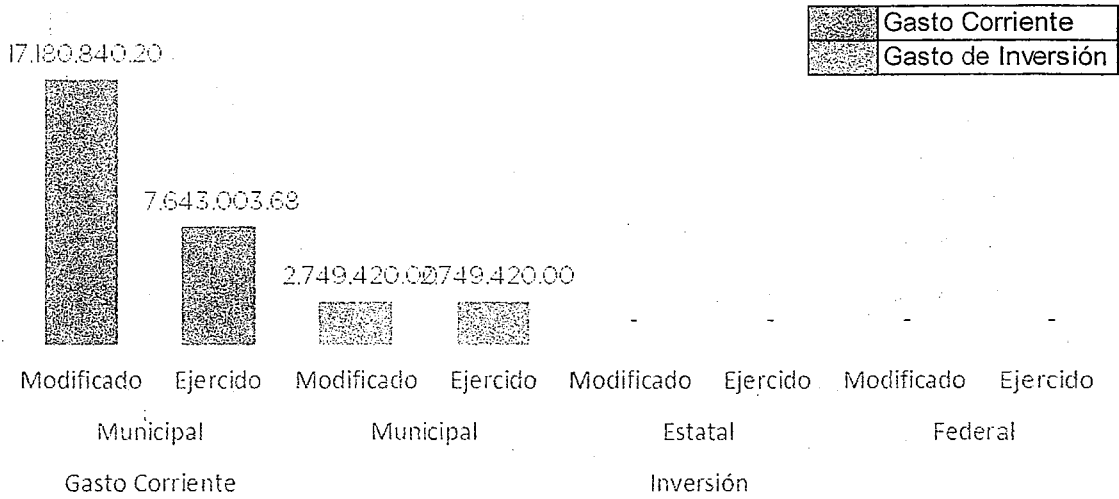 Gasto Corriente
Gasto de Inversión
17,180,840.20
7,643,003.68
2,749,420.00
2,749,420.00
- - - -
Modificado Ejercido Modificado Ejercido Modificado Ejercido Modificado Ejercido
Municipal Municipal Estatal Federal
Gasto Corriente Inversión